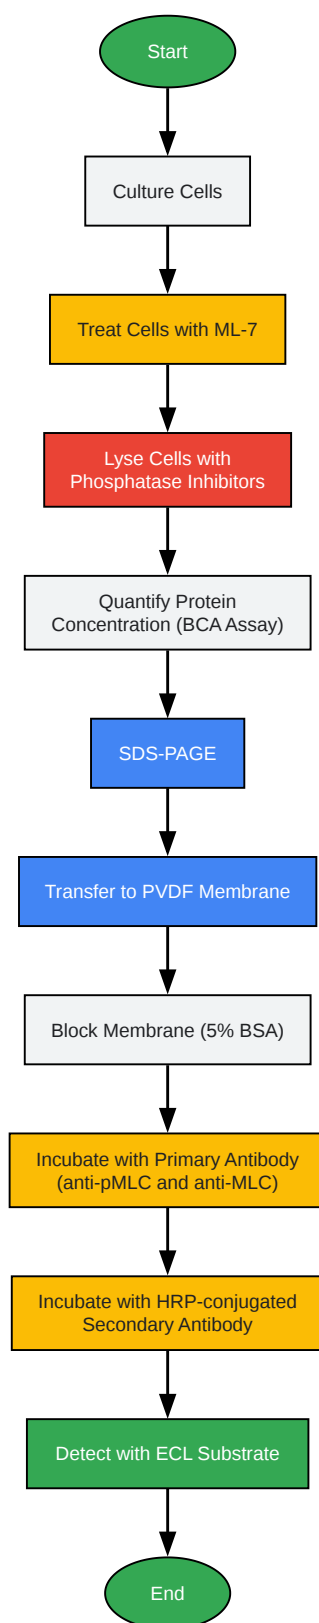 Start
Culture Cells
Treat Cells with ML-7
Lyse Cells with
Phosphatase Inhibitors
Quantify Protein
Concentration (BCA Assay)
SDS-PAGE
Transfer to PVDF Membrane
Block Membrane (5% BSA)
Incubate with Primary Antibody
(anti-pMLC and anti-MLC)
Incubate with HRP-conjugated
Secondary Antibody
Detect with ECL Substrate
End